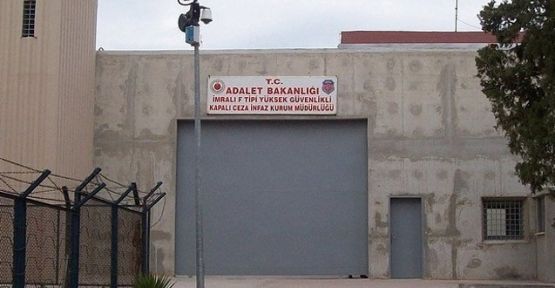 T.C.
ADALET BAKANLIĞI
İMRALI F TİPİ YÜKSEK GÜVENLİKLİ
KAPALI CEZA İNFAZ KURUM MÜDÜRLÜĞÜ